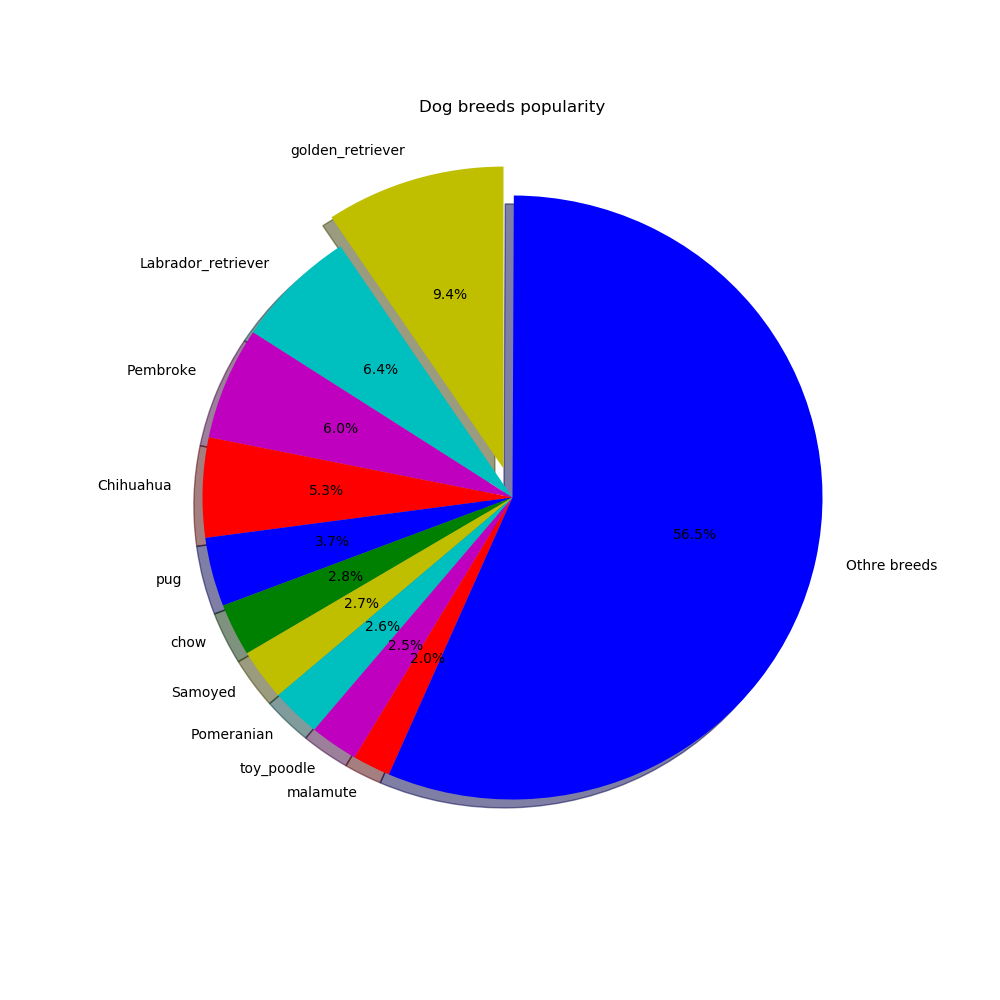 Dog breeds popularity
golden_retriever
9.4%
Labrador_retriever
6.4%
Pembroke
6.0%
Chihuahua
5.3%
pug
3.7%
chow
2.8%
Samoyed
2.7%
Pomeranian
2.6%
toy_poodle
2.5%
malamute
2.0%
56.5%
Othre breeds